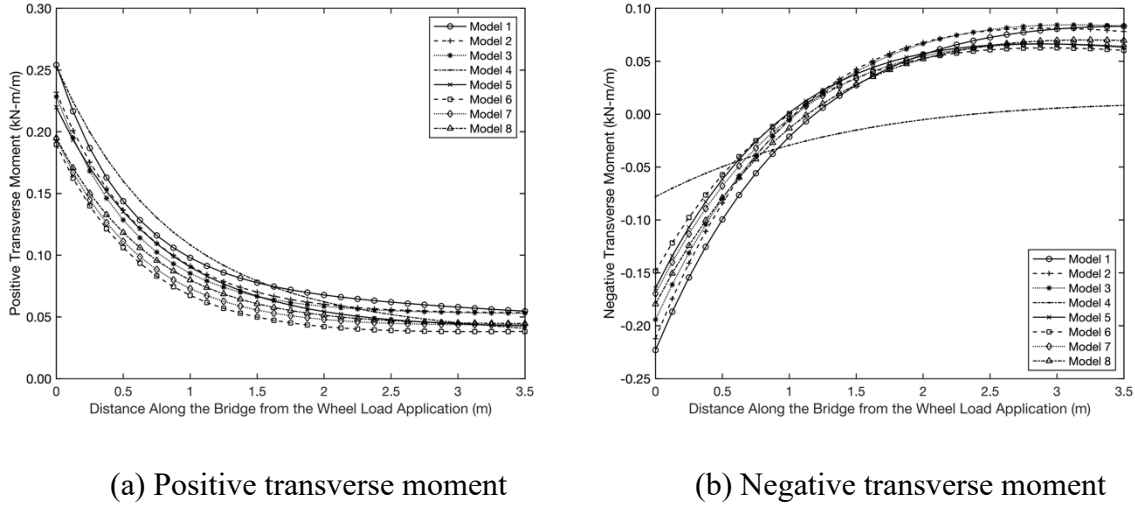 0.30
0.25
0.20
0.15
0.10
0.05
0.00
Positive Transverse Moment (kN-m/m)
Model 1
Model 2
Model 3
Model 4
Model 5
Model 6
Model 7
Model 8
0 0.5 1 1.5 2 2.5 3 3.5
Distance Along the Bridge from the Wheel Load Application (m)
(a) Positive transverse moment
0.10
0.05
0.00
-0.05
-0.10
-0.15
-0.20
-0.25
Negative Transverse Moment (kN-m/m)
Model 1
Model 2
Model 3
Model 4
Model 5
Model 6
Model 7
Model 8
0 0.5 1 1.5 2 2.5 3 3.5
Distance Along the Bridge from the Wheel Load Application (m)
(b) Negative transverse moment